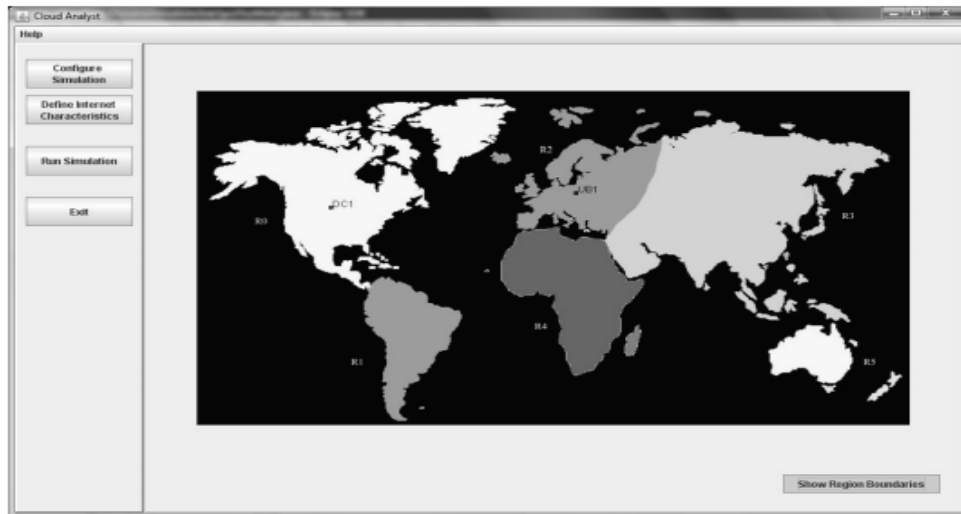 Cloud Analyst
Help
Configure
Simulation
Define Internet
Characteristics
Run Simulation
Exit
R0
DC1
R1
R2
UB1
R3
R4
R5
Show Region Boundaries